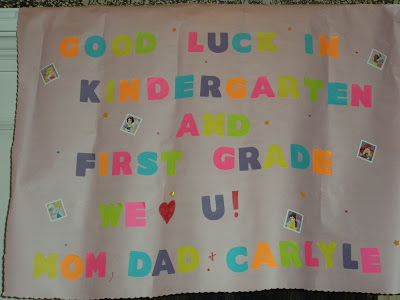 GOOD LUCK IN
KINDERGARTEN
AND
FIRST GRADE
WE ♥ U!
MOM, DAD + CARLYLE